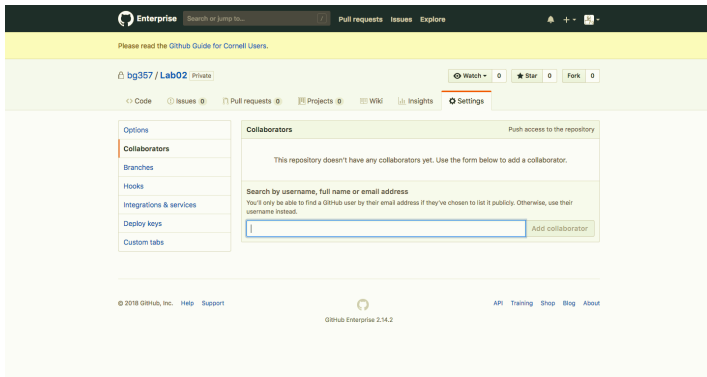 Enterprise Search or jump to... / Pull requests Issues Explore
Please read the Github Guide for Cornell Users.
bg357 / Lab02 Private Watch 0 Star 0 Fork 0
Code Issues 0 Pull requests 0 Projects 0 Wiki Insights Settings
Options
Collaborators
Branches
Hooks
Integrations & services
Deploy keys
Custom tabs
Collaborators Push access to the repository
This repository doesn't have any collaborators yet. Use the form below to add a collaborator.
Search by username, full name or email address
You'll only be able to find a GitHub user by their email address if they've chosen to list it publicly. Otherwise, use their
username instead.
Add collaborator
© 2018 GitHub, Inc. Help Support API Training Shop Blog About
GitHub Enterprise 2.14.2